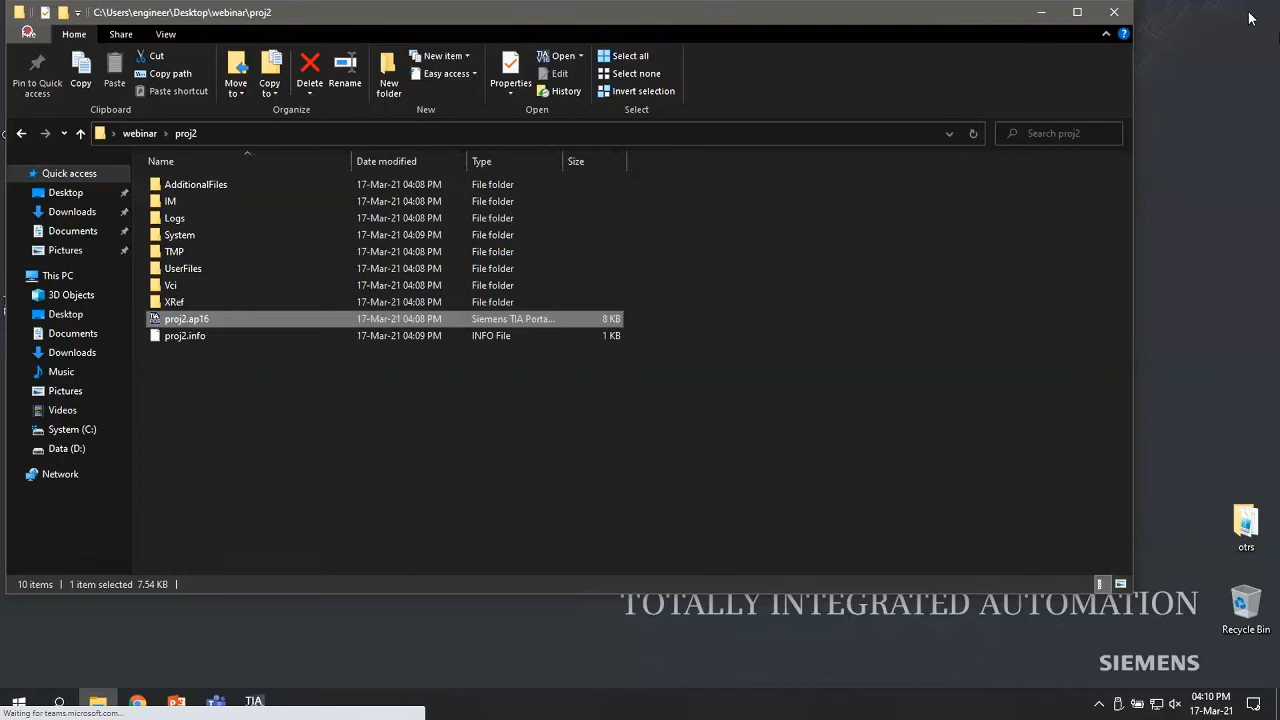 C:\Users\engineer\Desktop\webinar\proj2
File Home Share View
Pin to Quick access
Copy
Paste
Cut
Copy path
Paste shortcut
Clipboard
Move to
Copy to
Delete
Rename
Organize
New folder
New item
Easy access
New
Properties
Open
Edit
History
Open
Select all
Select none
Invert selection
Select
webinar proj2
Search proj2
Name Date modified Type Size
AdditionalFiles 17-Mar-21 04:08 PM File folder
IM 17-Mar-21 04:08 PM File folder
Logs 17-Mar-21 04:08 PM File folder
System 17-Mar-21 04:09 PM File folder
TMP 17-Mar-21 04:08 PM File folder
UserFiles 17-Mar-21 04:08 PM File folder
Vci 17-Mar-21 04:08 PM File folder
XRef 17-Mar-21 04:08 PM File folder
proj2.ap16 17-Mar-21 04:08 PM Siemens TIA Porta... 8 KB
proj2.info 17-Mar-21 04:09 PM INFO File 1 KB
Quick access
Desktop
Downloads
Documents
Pictures
This PC
3D Objects
Desktop
Documents
Downloads
Music
Pictures
Videos
System (C:)
Data (D:)
Network
10 items 1 item selected 7.54 KB
otrs
Recycle Bin
TOTALLY INTEGRATED AUTOMATION
SIEMENS
TIA
Waiting for teams.microsoft.com...
04:10 PM
17-Mar-21